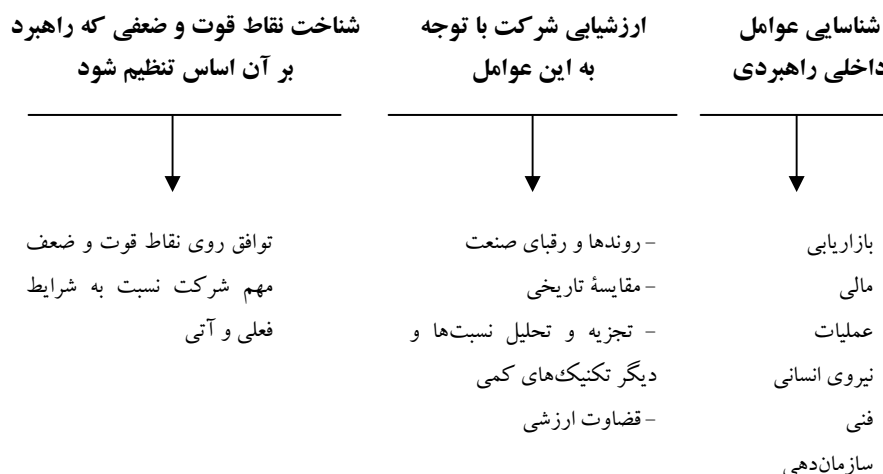 شناسایی عوامل
داخلی راهبردی
بازاریابی
مالی
عملیات
نیروی انسانی
فنی
سازمان‌دهی
ارزشیابی شرکت با توجه
به این عوامل
- روندها و رقبای صنعت
- مقایسهٔ تاریخی
- تجزیه و تحلیل نسبت‌ها و
دیگر تکنیک‌های کمی
- قضاوت ارزشی
شناخت نقاط قوت و ضعفی که راهبرد
بر آن اساس تنظیم شود
توافق روی نقاط قوت و ضعف
مهم شرکت نسبت به شرایط
فعلی و آتی